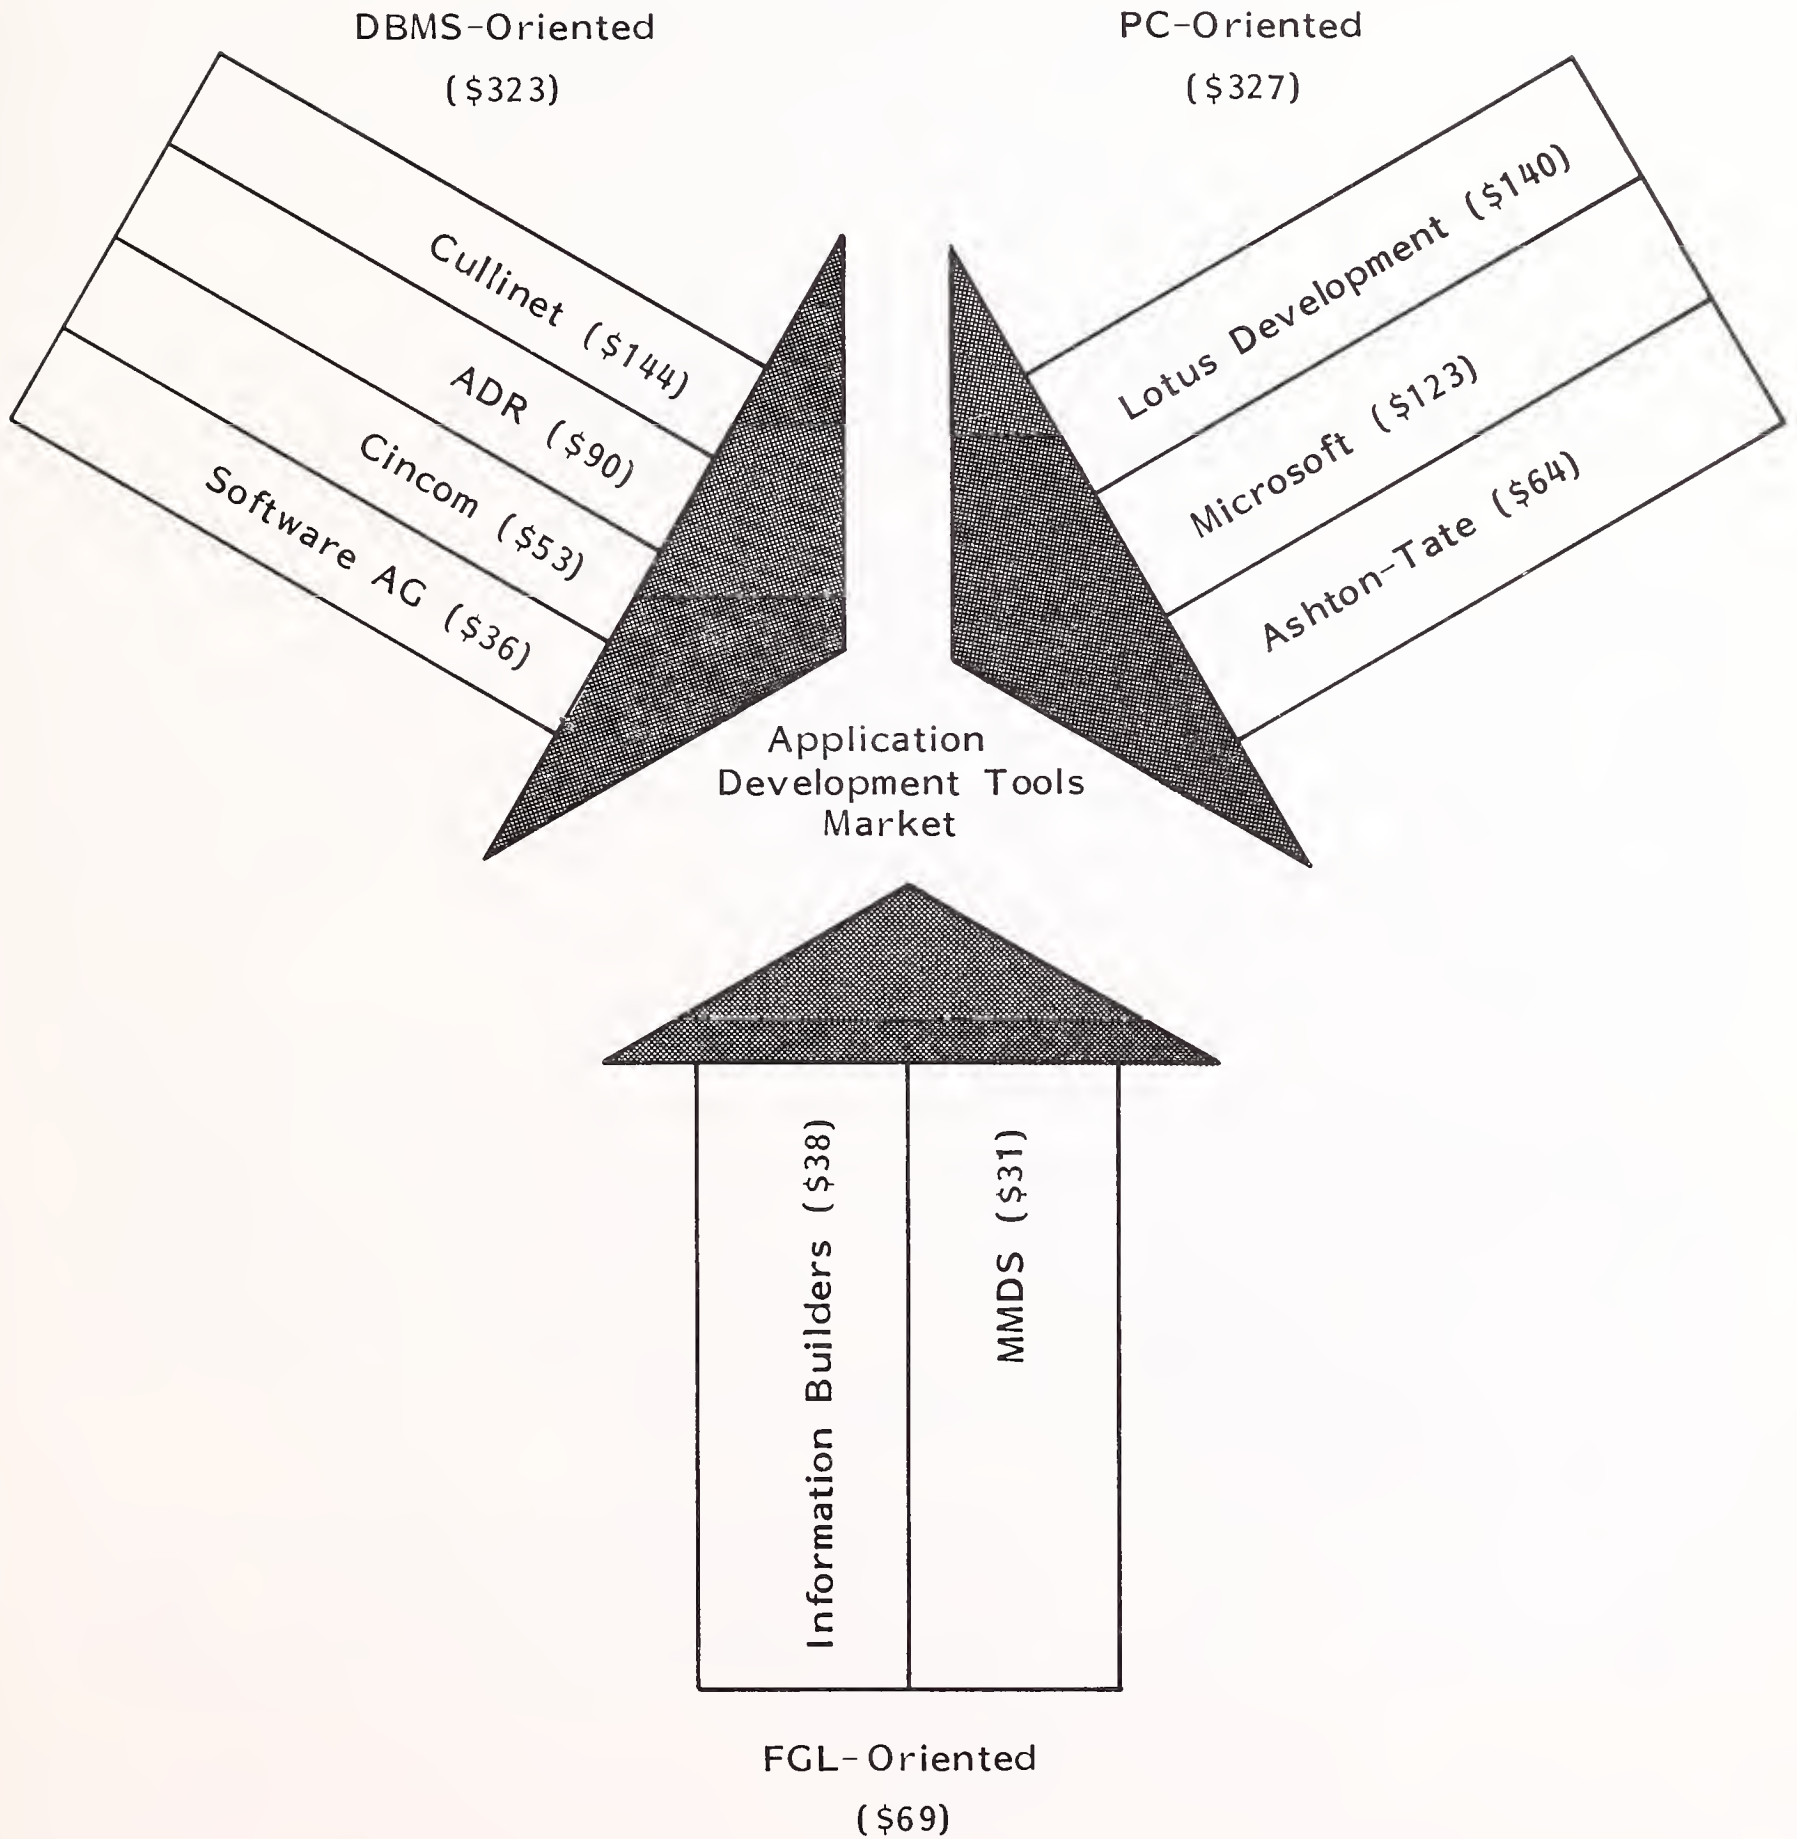 DBMS-Oriented
($323)
Cullinet ($144)
ADR ($90)
Cincom ($53)
Software AG ($36)
PC-Oriented
($327)
Lotus Development ($140)
Microsoft ($123)
Ashton-Tate ($64)
Application
Development Tools
Market
Information Builders ($38)
MMDS ($31)
FGL-Oriented
($69)